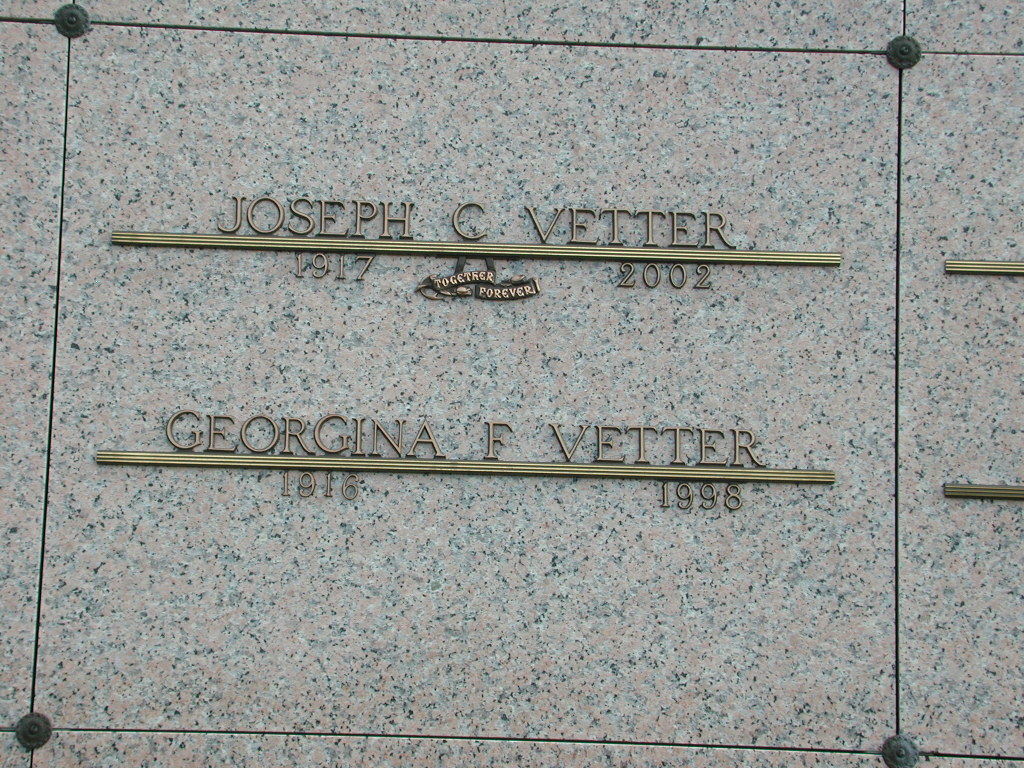 JOSEPH C VETTER
1917 2002
TOGETHER
FOREVER
GEORGINA F VETTER
1916 1998